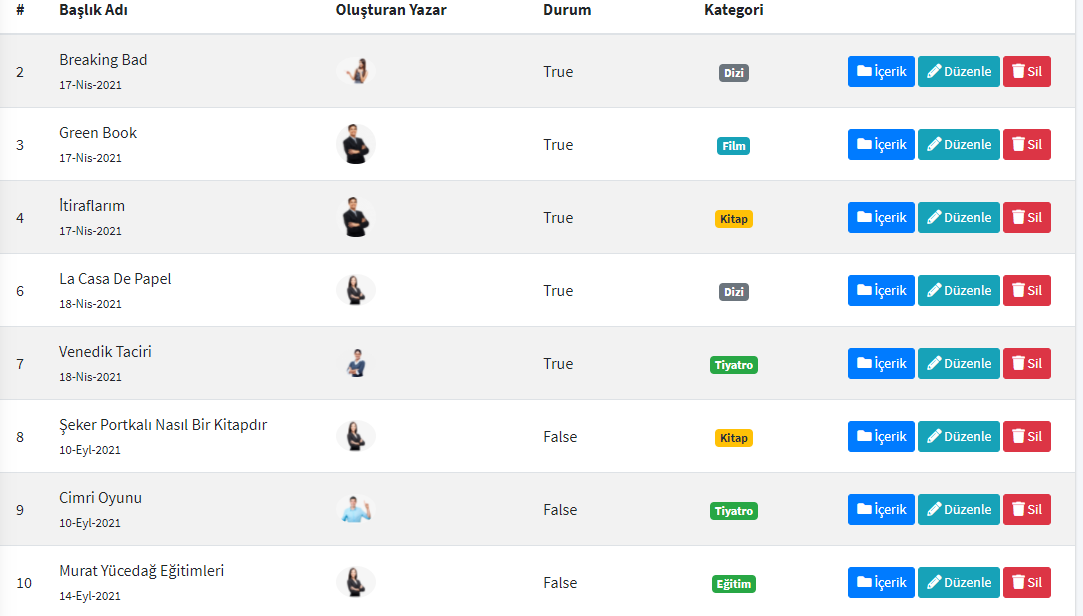 # Başlık Adı Oluşturan Yazar Durum Kategori
2 Breaking Bad True Dizi İçerik Düzenle Sil
17-Nis-2021
3 Green Book True Film İçerik Düzenle Sil
17-Nis-2021
4 İtiraflarım True Kitap İçerik Düzenle Sil
17-Nis-2021
6 La Casa De Papel True Dizi İçerik Düzenle Sil
18-Nis-2021
7 Venedik Taciri True Tiyatro İçerik Düzenle Sil
18-Nis-2021
8 Şeker Portkalı Nasıl Bir Kitapdır False Kitap İçerik Düzenle Sil
10-Eyl-2021
9 Cimri Oyunu False Tiyatro İçerik Düzenle Sil
10-Eyl-2021
10 Murat Yücedağ Eğitimleri False Eğitim İçerik Düzenle Sil
14-Eyl-2021